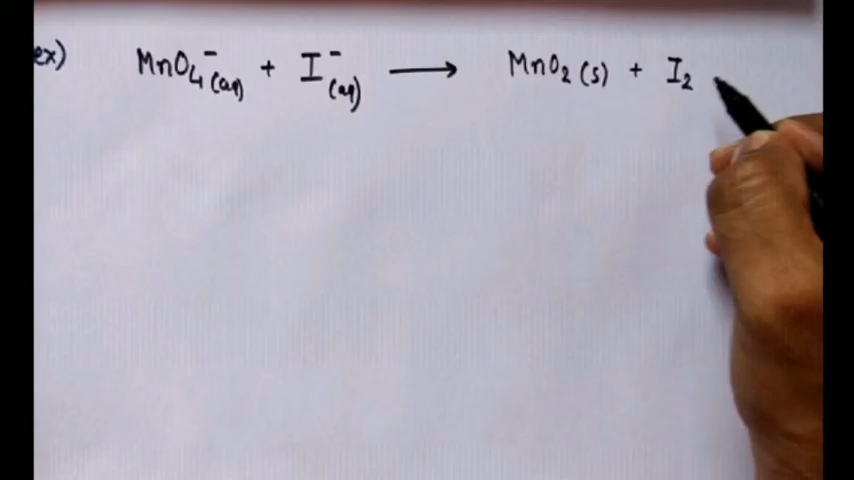 ex) MnO₄⁻(aq) + I⁻(aq) ⟶ MnO₂(s) + I₂